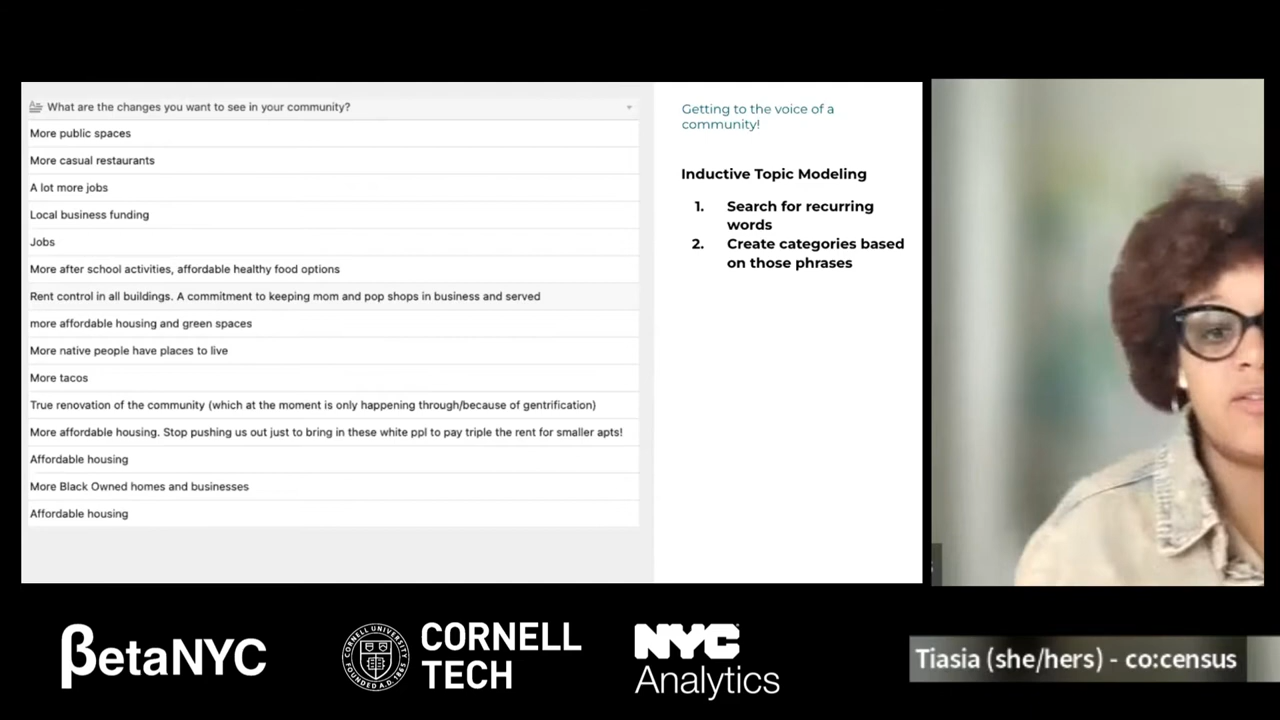 What are the changes you want to see in your community?
More public spaces
More casual restaurants
A lot more jobs
Local business funding
Jobs
More after school activities, affordable healthy food options
Rent control in all buildings. A commitment to keeping mom and pop shops in business and served
more affordable housing and green spaces
More native people have places to live
More tacos
True renovation of the community (which at the moment is only happening through/because of gentrification)
More affordable housing. Stop pushing us out just to bring in these white ppl to pay triple the rent for smaller apts!
Affordable housing
More Black Owned homes and businesses
Affordable housing
Getting to the voice of a
community!
Inductive Topic Modeling
1. Search for recurring
words
2. Create categories based
on those phrases
βetaNYC
CORNELL UNIVERSITY
FOUNDED A.D. 1865
CORNELL
TECH
NYC
Analytics
Tiasia (she/hers) - co:census